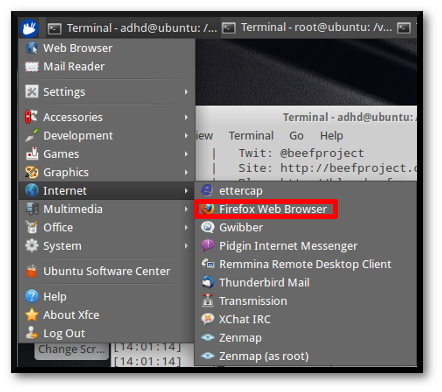 Terminal - adhd@ubuntu: /...
Terminal - root@ubuntu: /v...
Web Browser
Mail Reader
Settings
Accessories
Development
Games
Graphics
Internet
Multimedia
Office
System
Ubuntu Software Center
Help
About Xfce
Log Out
Terminal - adhd@ubuntu: /
Terminal Go Help
| Twit: @beefproject
| Site: http://beefproject.c
ettercap
Firefox Web Browser
Gwibber
Pidgin Internet Messenger
Remmina Remote Desktop Client
Thunderbird Mail
Transmission
XChat IRC
Zenmap
Zenmap (as root)
Change Scr...
[14:01:14]
[14:01:14]